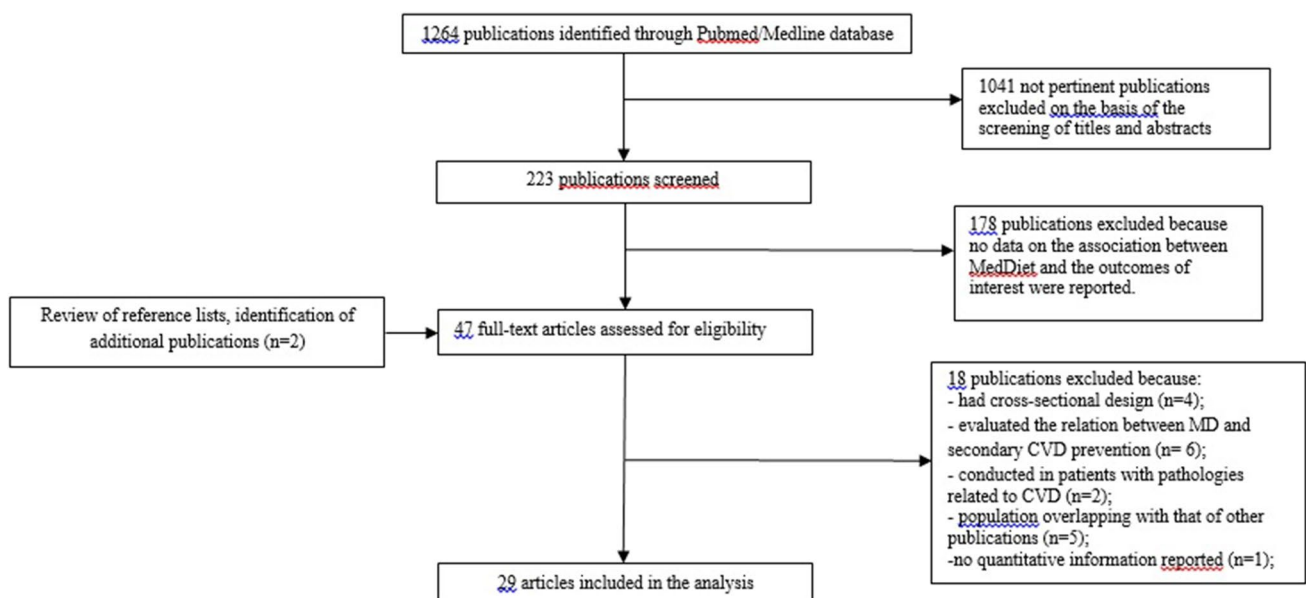 1264 publications identified through Pubmed/Medline database
1041 not pertinent publications
excluded on the basis of the
screening of titles and abstracts
223 publications screened
178 publications excluded because
no data on the association between
MedDiet and the outcomes of
interest were reported.
Review of reference lists, identification of
additional publications (n=2)
47 full-text articles assessed for eligibility
18 publications excluded because:
- had cross-sectional design (n=4);
- evaluated the relation between MD and
secondary CVD prevention (n= 6);
- conducted in patients with pathologies
related to CVD (n=2);
- population overlapping with that of other
publications (n=5);
-no quantitative information reported (n=1);
29 articles included in the analysis